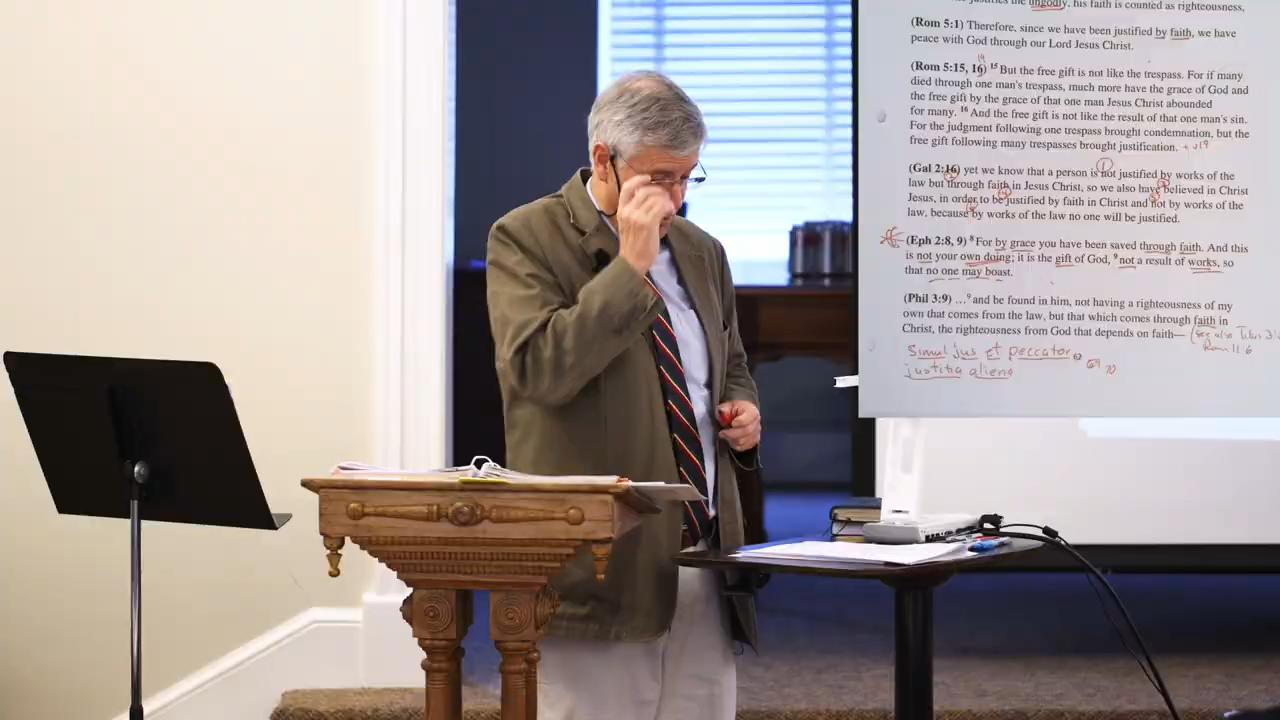 the ungodly, his faith is counted as righteousness,
(Rom 5:1) Therefore, since we have been justified by faith, we have
peace with God through our Lord Jesus Christ.
(Rom 5:15, 16) 15 But the free gift is not like the trespass. For if many
died through one man's trespass, much more have the grace of God and
the free gift by the grace of that one man Jesus Christ abounded
for many. 16 And the free gift is not like the result of that one man's sin.
For the judgment following one trespass brought condemnation, but the
free gift following many trespasses brought justification. + v19
(Gal 2:16) yet we know that a person is not justified by works of the
law but through faith in Jesus Christ, so we also have believed in Christ
Jesus, in order to be justified by faith in Christ and not by works of the
law, because by works of the law no one will be justified.
(Eph 2:8, 9) 8 For by grace you have been saved through faith. And this
is not your own doing; it is the gift of God, 9 not a result of works, so
that no one may boast.
(Phil 3:9) …9 and be found in him, not having a righteousness of my
own that comes from the law, but that which comes through faith in
Christ, the righteousness from God that depends on faith— (see also Titus 3:
Rom 11:6
Simul jus et peccator
justitia aliena